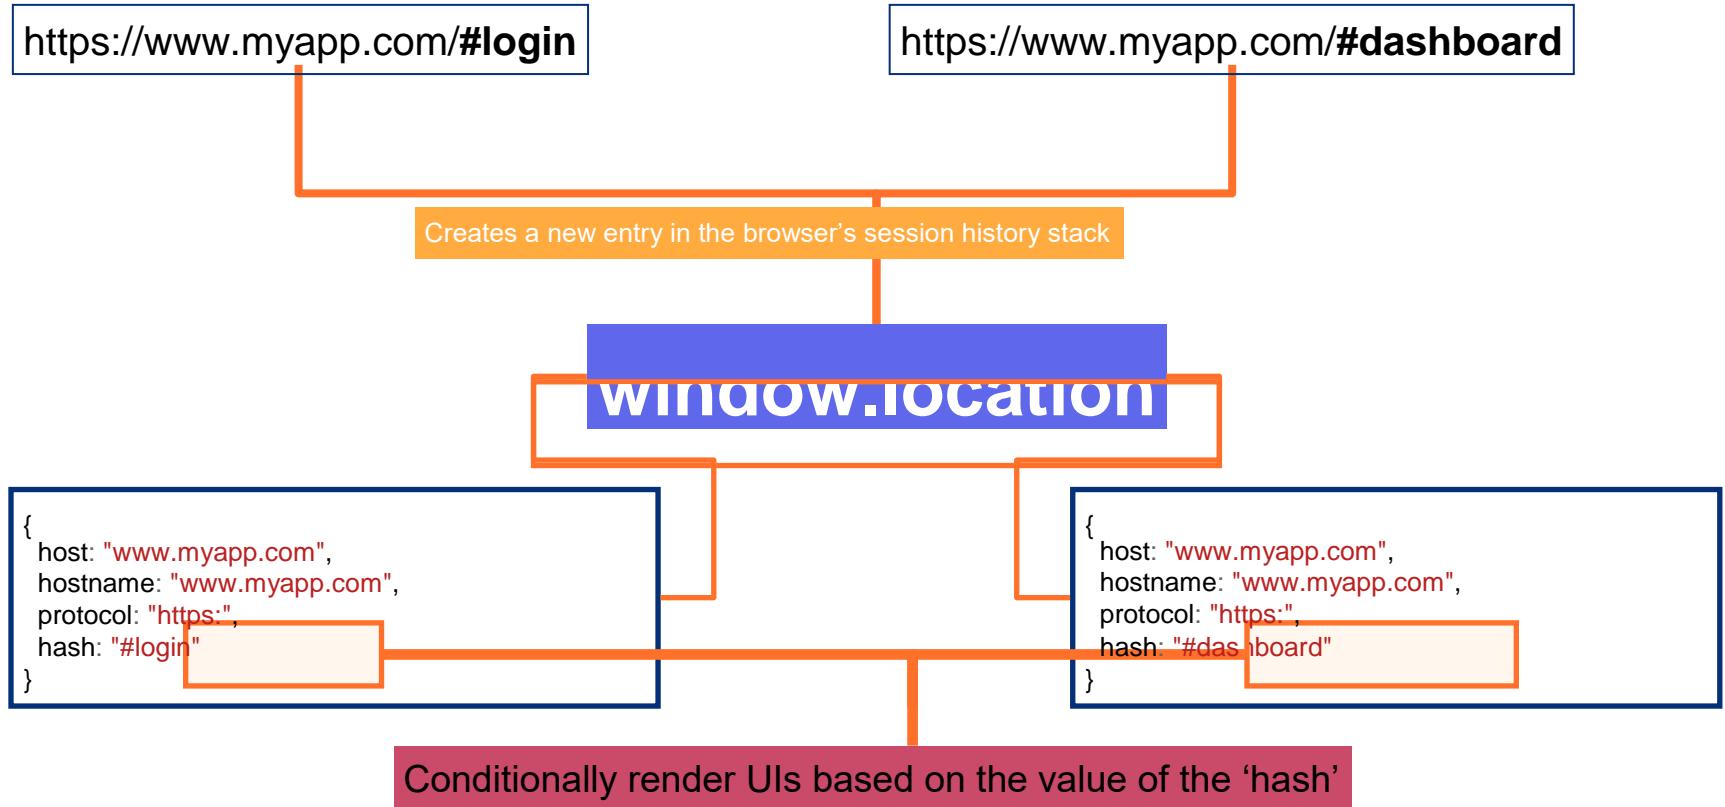 https://www.myapp.com/#login
https://www.myapp.com/#dashboard
Creates a new entry in the browser’s session history stack
window.location
{
host: "www.myapp.com",
hostname: "www.myapp.com",
protocol: "https:",
hash: "#login"
}
{
host: "www.myapp.com",
hostname: "www.myapp.com",
protocol: "https:",
hash: "#dashboard"
}
Conditionally render UIs based on the value of the ‘hash’